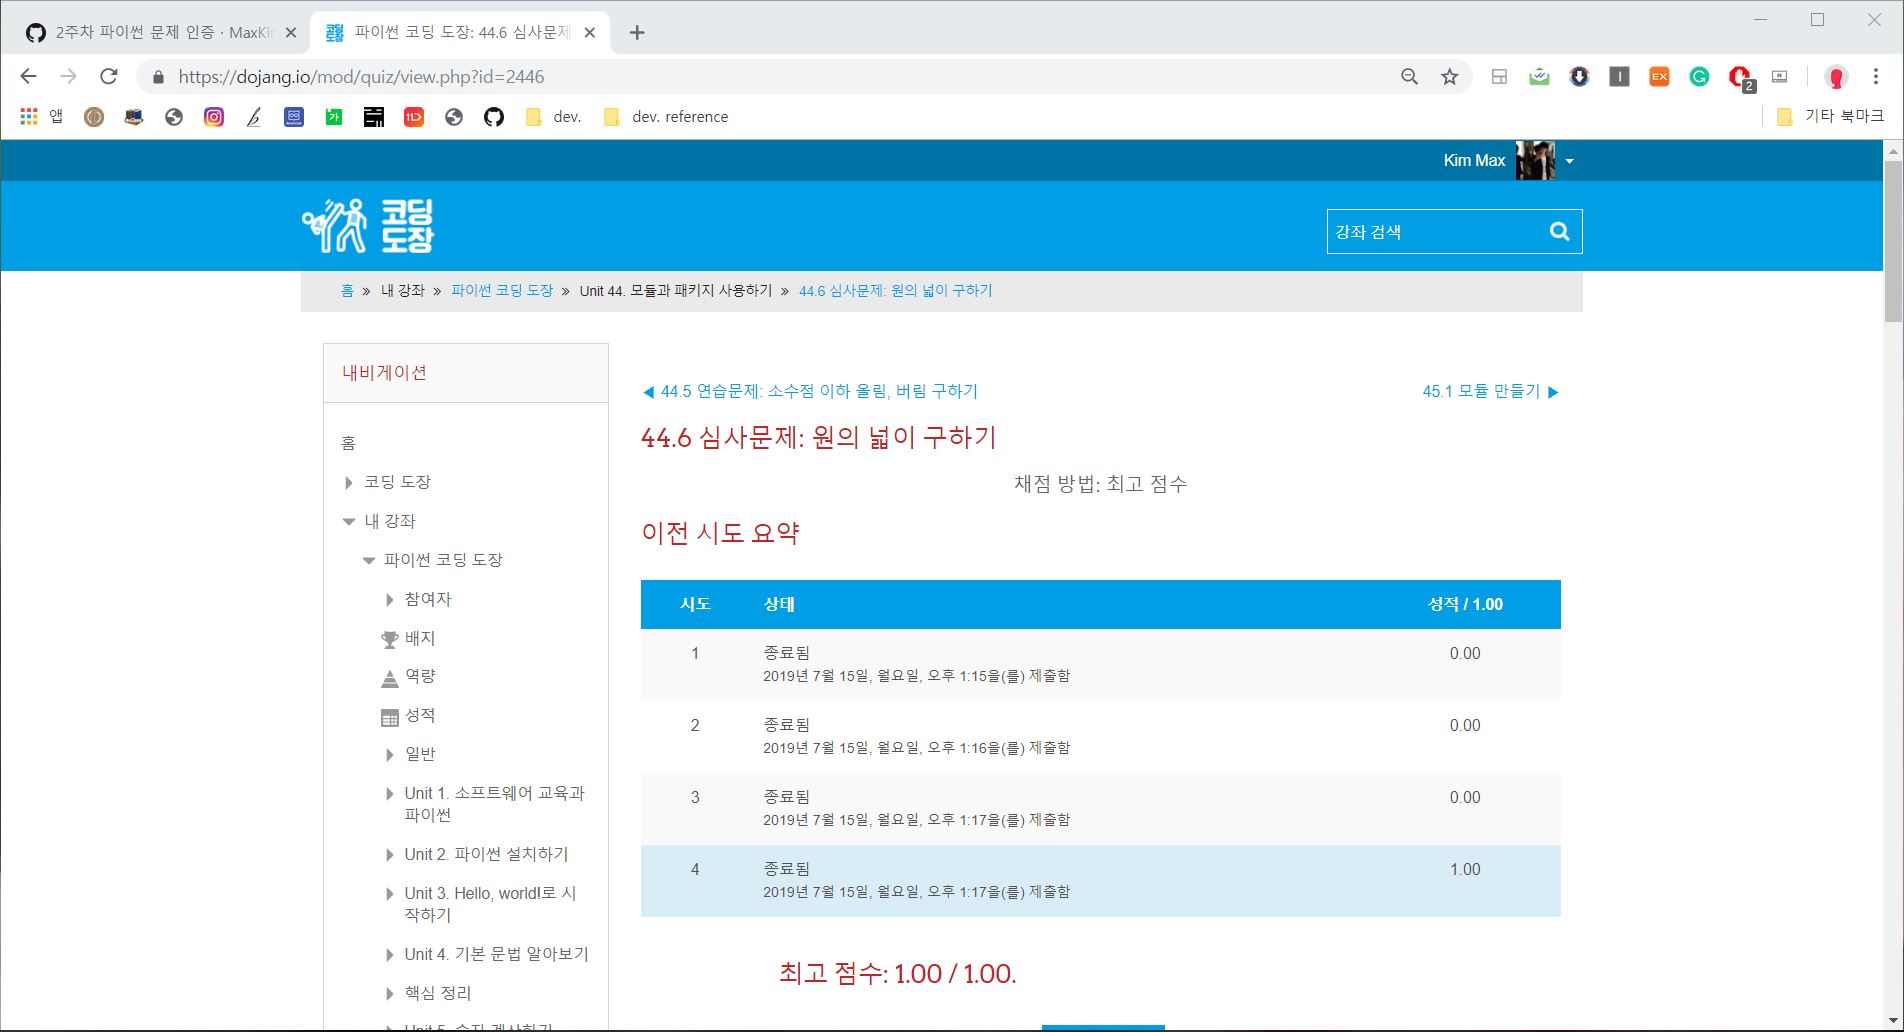 2주차 파이썬 문제 인증 · MaxKi
파이썬 코딩 도장: 44.6 심사문제
https://dojang.io/mod/quiz/view.php?id=2446
앱
dev.
dev. reference
기타 북마크
Kim Max
코딩
도장
강좌 검색
홈 » 내 강좌 » 파이썬 코딩 도장 » Unit 44. 모듈과 패키지 사용하기 » 44.6 심사문제: 원의 넓이 구하기
내비게이션
홈
코딩 도장
내 강좌
파이썬 코딩 도장
참여자
배지
역량
성적
일반
Unit 1. 소프트웨어 교육과
파이썬
Unit 2. 파이썬 설치하기
Unit 3. Hello, world!로 시
작하기
Unit 4. 기본 문법 알아보기
핵심 정리
Unit 5. 숫자 계산하기
◀ 44.5 연습문제: 소수점 이하 올림, 버림 구하기
45.1 모듈 만들기 ▶
44.6 심사문제: 원의 넓이 구하기
채점 방법: 최고 점수
이전 시도 요약
시도 상태 성적 / 1.00
1 종료됨 0.00
2019년 7월 15일, 월요일, 오후 1:15을(를) 제출함
2 종료됨 0.00
2019년 7월 15일, 월요일, 오후 1:16을(를) 제출함
3 종료됨 0.00
2019년 7월 15일, 월요일, 오후 1:17을(를) 제출함
4 종료됨 1.00
2019년 7월 15일, 월요일, 오후 1:17을(를) 제출함
최고 점수: 1.00 / 1.00.